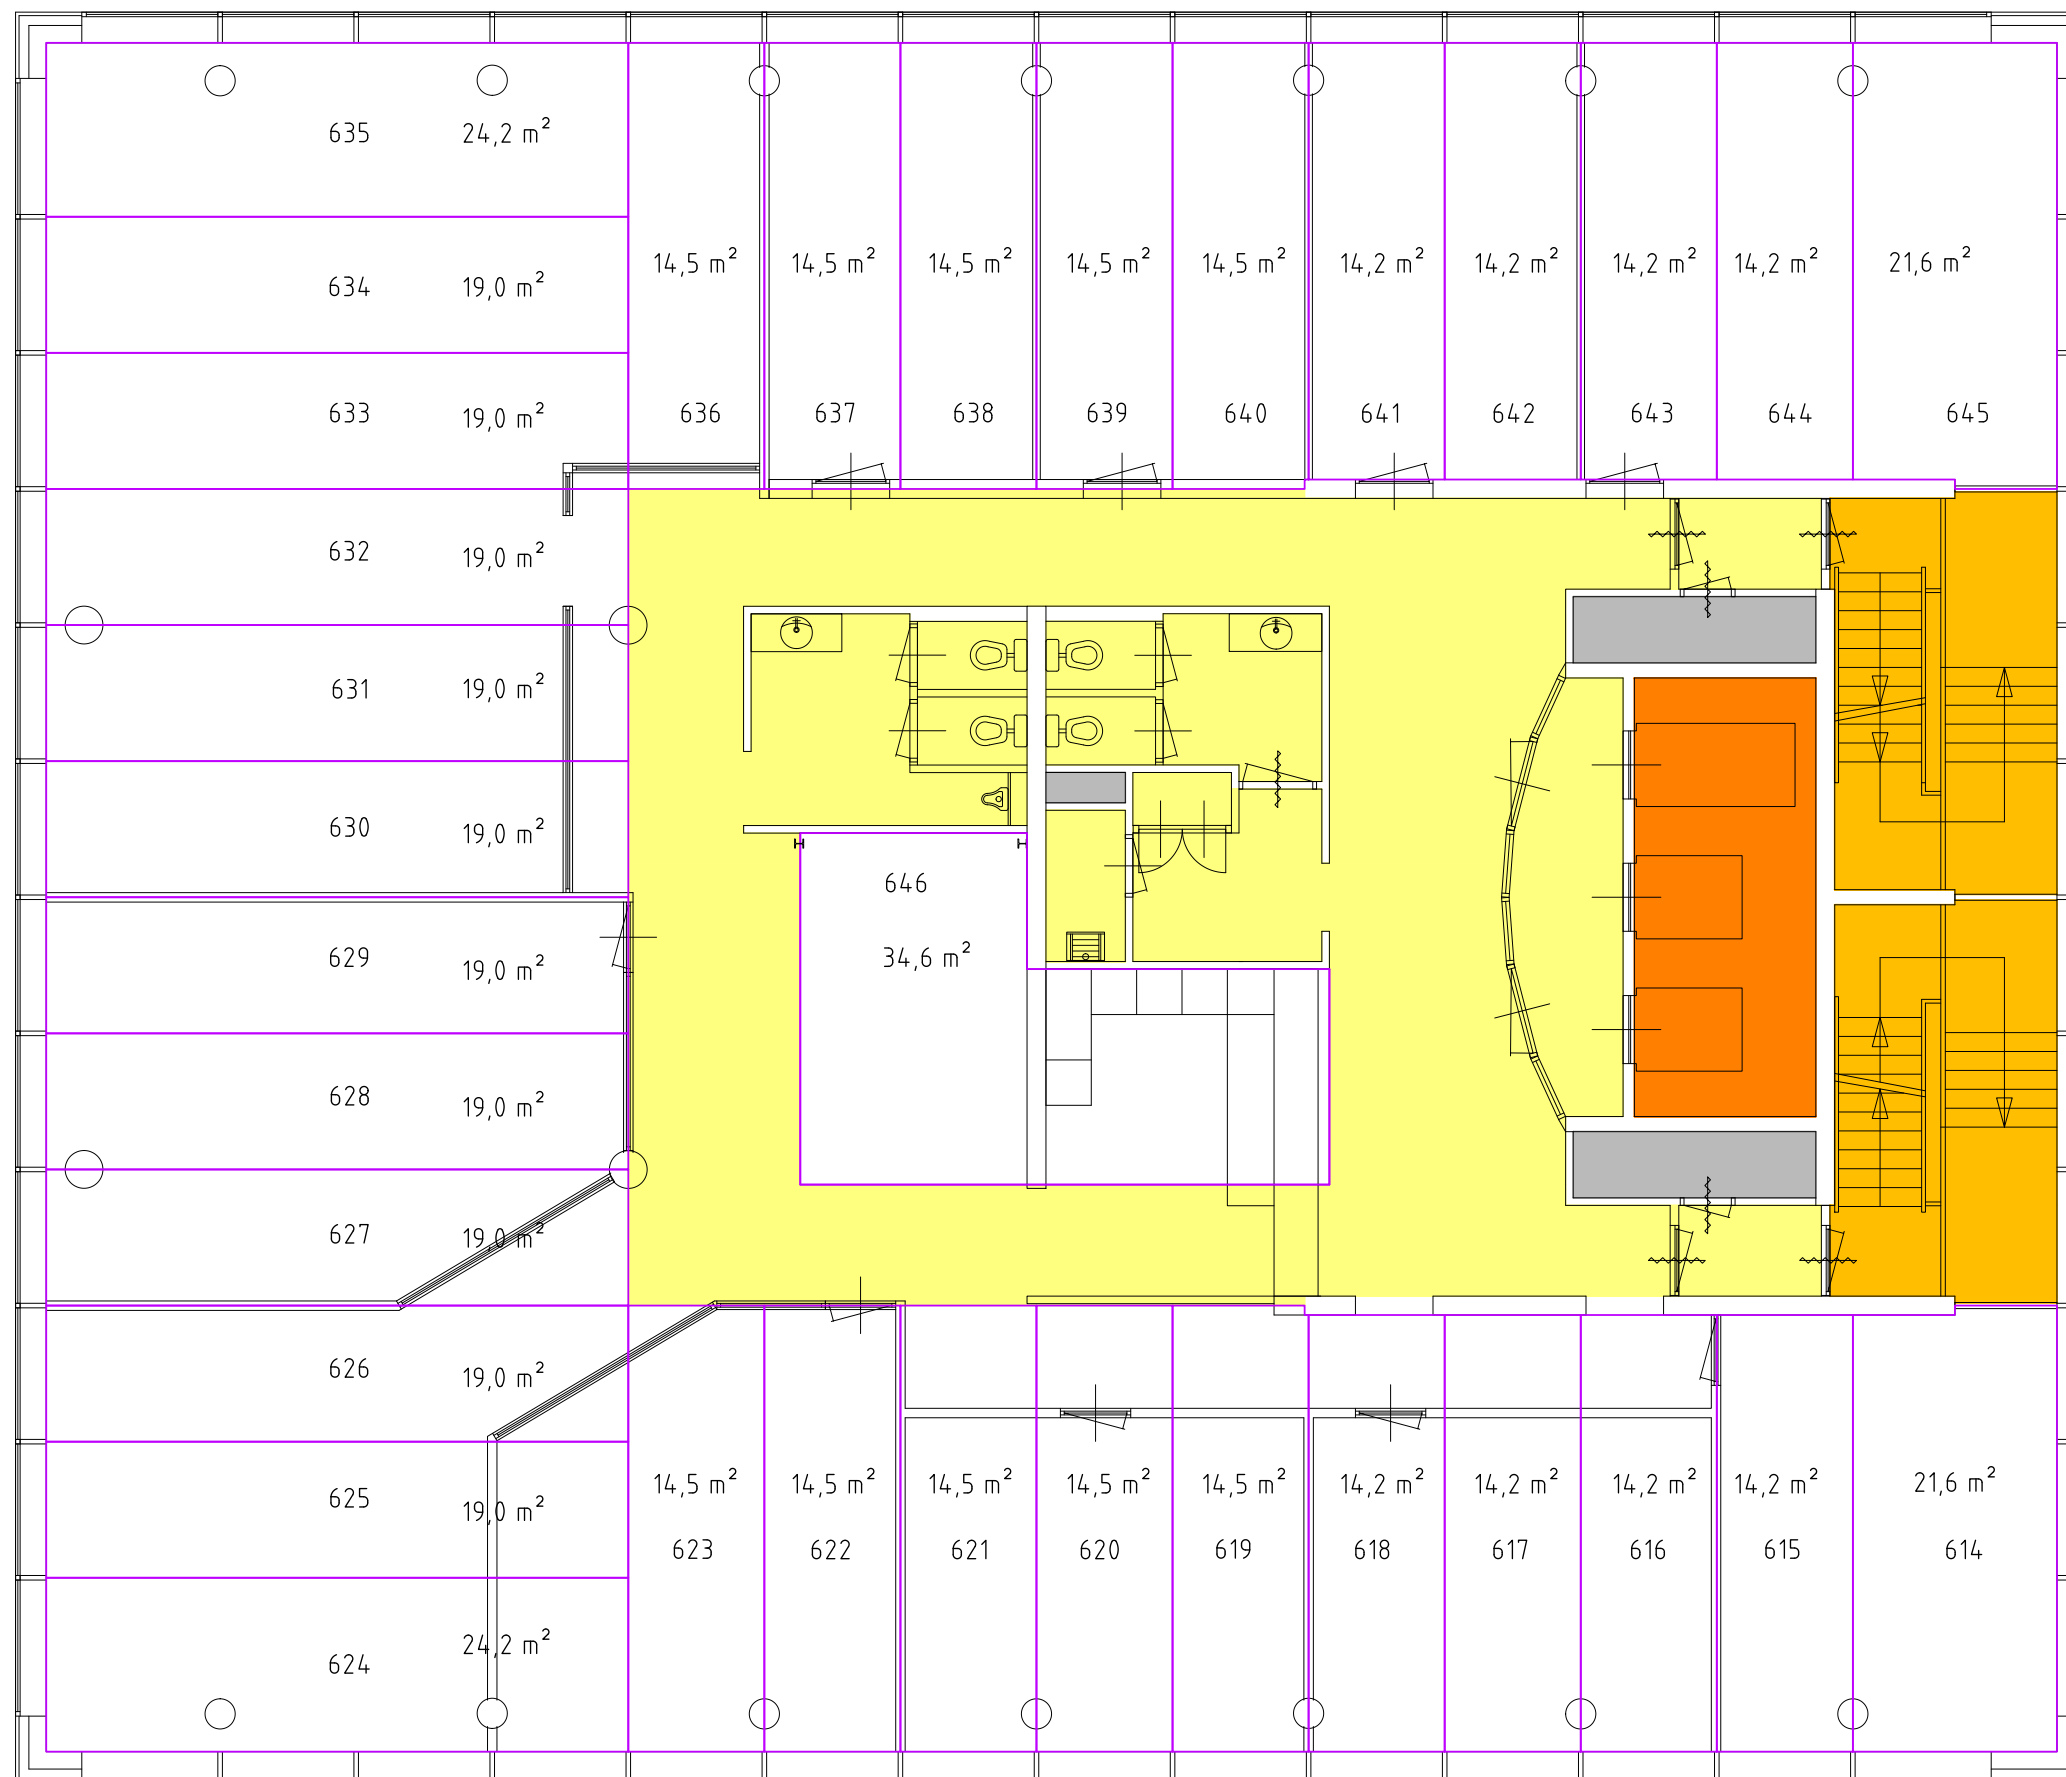 635 24,2 m²
14,5 m² 14,5 m² 14,5 m² 14,5 m² 14,5 m² 14,2 m² 14,2 m² 14,2 m² 14,2 m² 21,6 m²
634 19,0 m²
633 19,0 m²
636 637 638 639 640 641 642 643 644 645
632 19,0 m²
631 19,0 m²
630 19,0 m²
646
34,6 m²
629 19,0 m²
628 19,0 m²
627 19,0 m²
626 19,0 m²
14,5 m² 14,5 m² 14,5 m² 14,5 m² 14,5 m² 14,2 m² 14,2 m² 14,2 m² 14,2 m² 21,6 m²
625 19,0 m²
623 622 621 620 619 618 617 616 615 614
24,2 m²
624